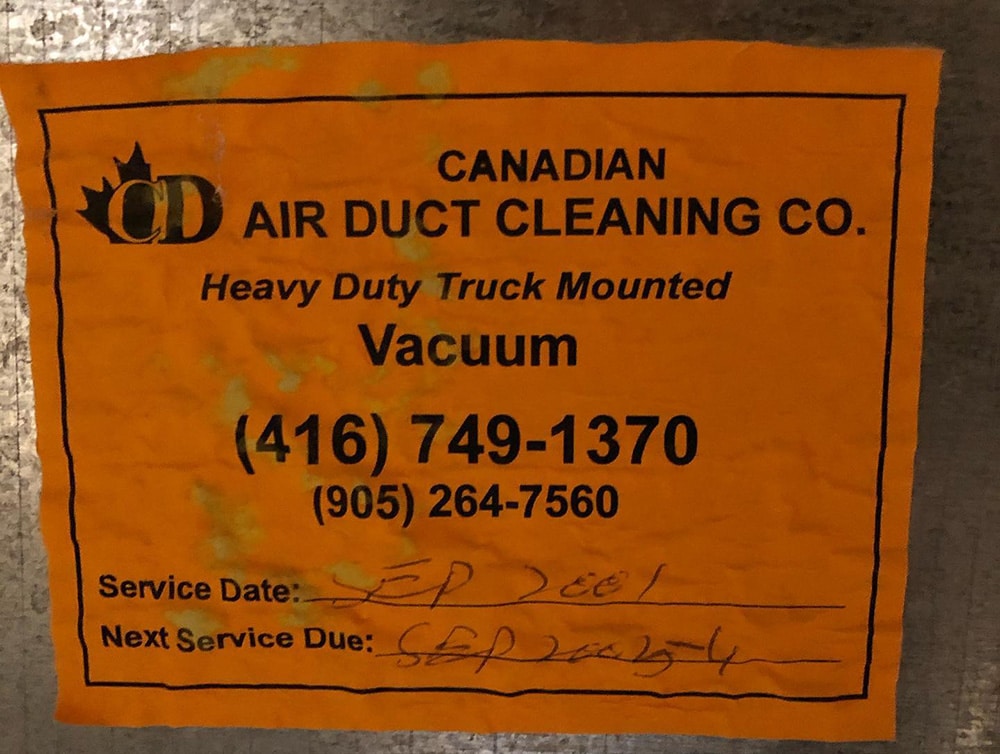 CD
CANADIAN
AIR DUCT CLEANING CO.
Heavy Duty Truck Mounted
Vacuum
(416) 749-1370
(905) 264-7560
Service Date: SEP 2001
Next Service Due: SEP